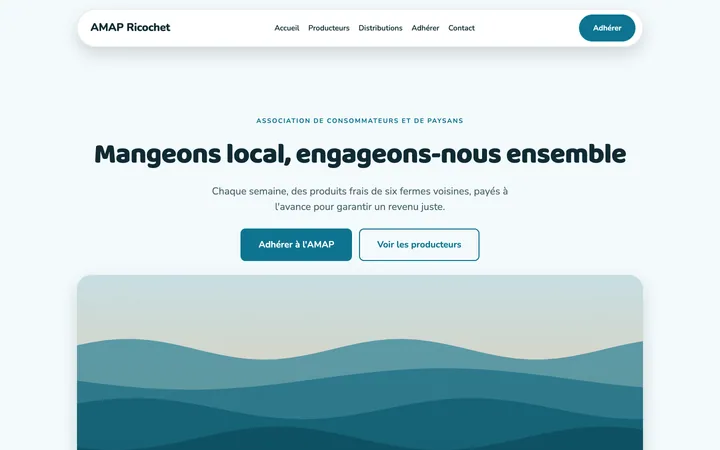 AMAP Ricochet
Accueil Producteurs Distributions Adhérer Contact
Adhérer
ASSOCIATION DE CONSOMMATEURS ET DE PAYSANS
Mangeons local, engageons-nous ensemble
Chaque semaine, des produits frais de six fermes voisines, payés à
l'avance pour garantir un revenu juste.
Adhérer à l'AMAP
Voir les producteurs